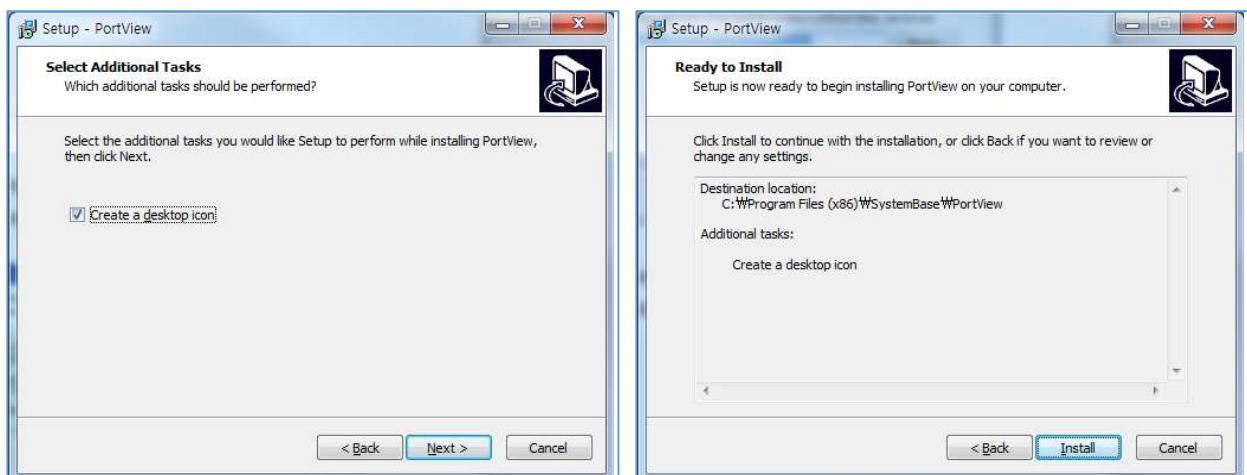 Setup - PortView
Select Additional Tasks
Which additional tasks should be performed?
Select the additional tasks you would like Setup to perform while installing PortView,
then click Next.
Create a desktop icon
< Back
Next >
Cancel
Setup - PortView
Ready to Install
Setup is now ready to begin installing PortView on your computer.
Click Install to continue with the installation, or click Back if you want to review or
change any settings.
Destination location:
C:₩Program Files (x86)₩SystemBase₩PortView
Additional tasks:
Create a desktop icon
< Back
Install
Cancel